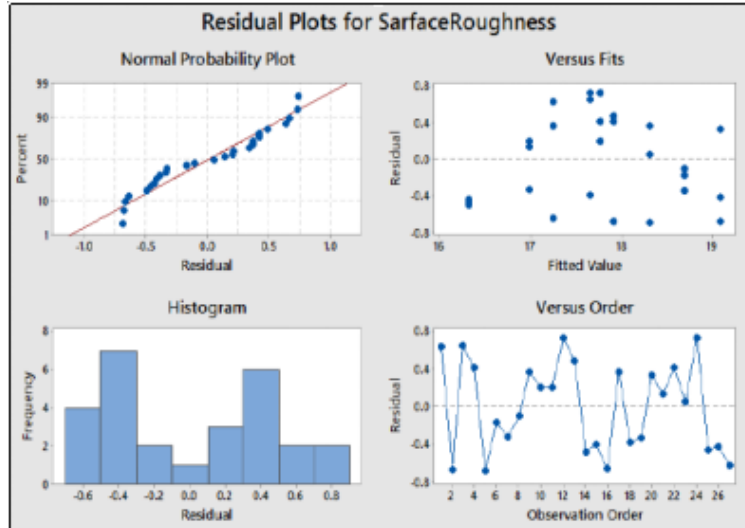 Residual Plots for SarfaceRoughness
Normal Probability Plot
99
90
50
10
1
Percent
-1.0 -0.5 0.0 0.5 1.0
Residual
Versus Fits
0.8
0.4
0.0
-0.4
-0.8
Residual
16 17 18 19
Fitted Value
Histogram
8
6
4
2
0
Frequency
-0.6 -0.4 -0.2 0.0 0.2 0.4 0.6 0.8
Residual
Versus Order
0.8
0.4
0.0
-0.4
-0.8
Residual
2 4 6 8 10 12 14 16 18 20 22 24 26
Observation Order